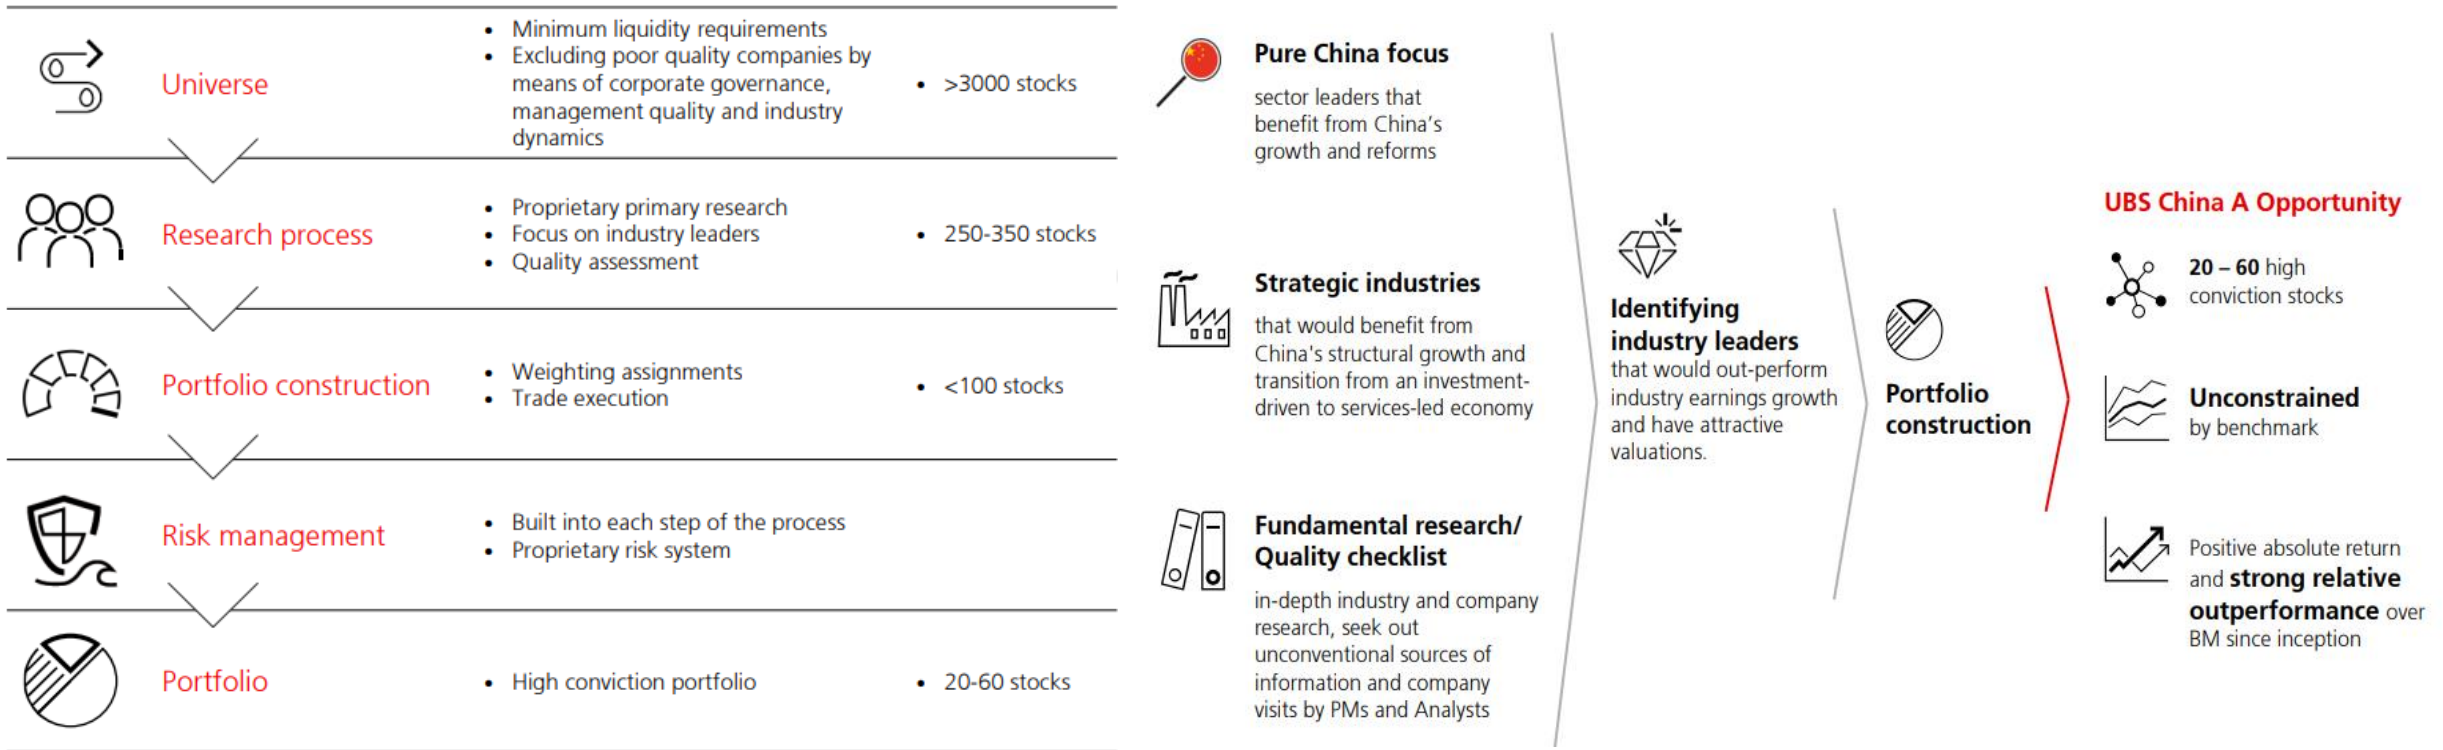 Universe
• Minimum liquidity requirements
• Excluding poor quality companies by
means of corporate governance,
management quality and industry
dynamics
• >3000 stocks
Research process
• Proprietary primary research
• Focus on industry leaders
• Quality assessment
• 250-350 stocks
Portfolio construction
• Weighting assignments
• Trade execution
• <100 stocks
Risk management
• Built into each step of the process
• Proprietary risk system
Portfolio
• High conviction portfolio
• 20-60 stocks
Pure China focus
sector leaders that
benefit from China's
growth and reforms
Strategic industries
that would benefit from
China's structural growth and
transition from an investment-
driven to services-led economy
Fundamental research/
Quality checklist
in-depth industry and company
research, seek out
unconventional sources of
information and company
visits by PMs and Analysts
Identifying
industry leaders
that would out-perform
industry earnings growth
and have attractive
valuations.
Portfolio
construction
UBS China A Opportunity
20 – 60 high
conviction stocks
Unconstrained
by benchmark
Positive absolute return
and strong relative
outperformance over
BM since inception